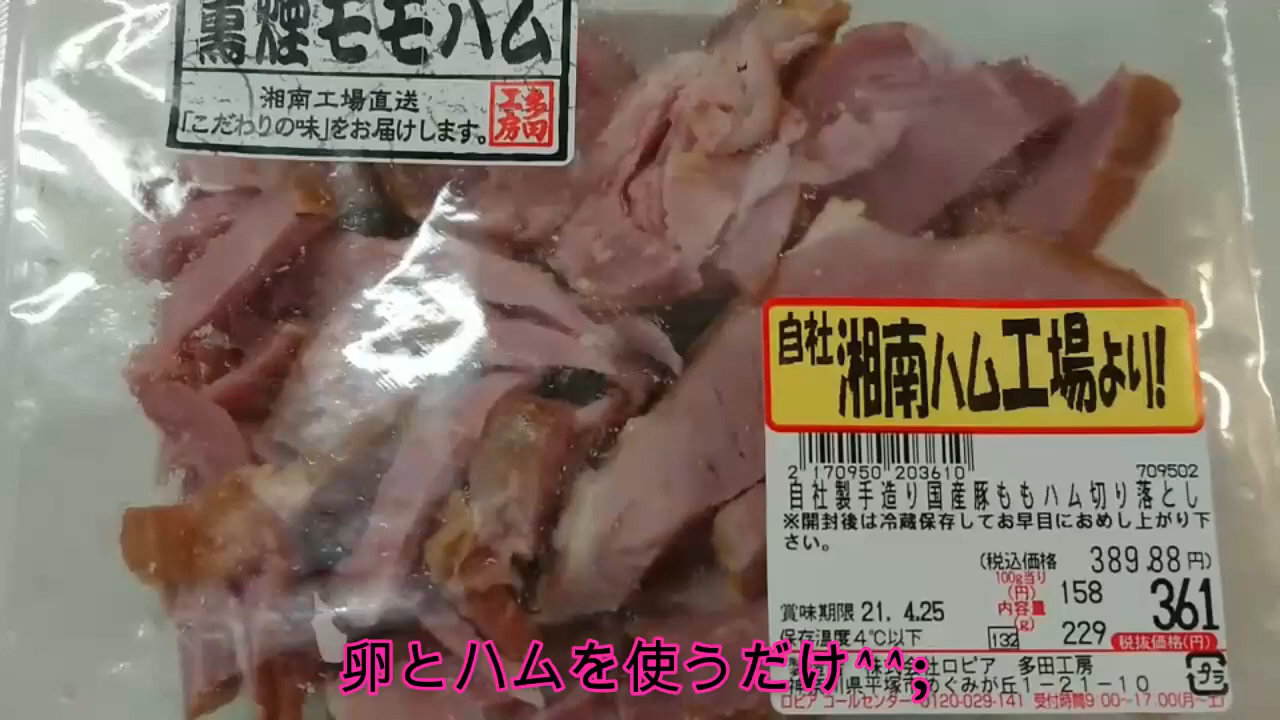 黒燻煙モモハム
湘南工場直送
「こだわりの味」をお届けします。
多田
工房
自社湘南ハム工場より!
2 170950 203610
709502
自社製手造り国産豚ももハム切り落とし
※開封後は冷蔵保存してお早目におめし上がり下
さい。
(税込価格 389.88円)
100g当り
(円)
158
361
賞味期限 21. 4.25
内容量
(g)
229
税抜価格(円)
保存温度4℃以下
132
株式会社ロピア 多田工房
県平塚市めぐみが丘1-21-10
プラ
ロピア コールセンター 0120-029-141 受付時間9:00~17:00(月~土)
卵とハムを使うだけ^^;